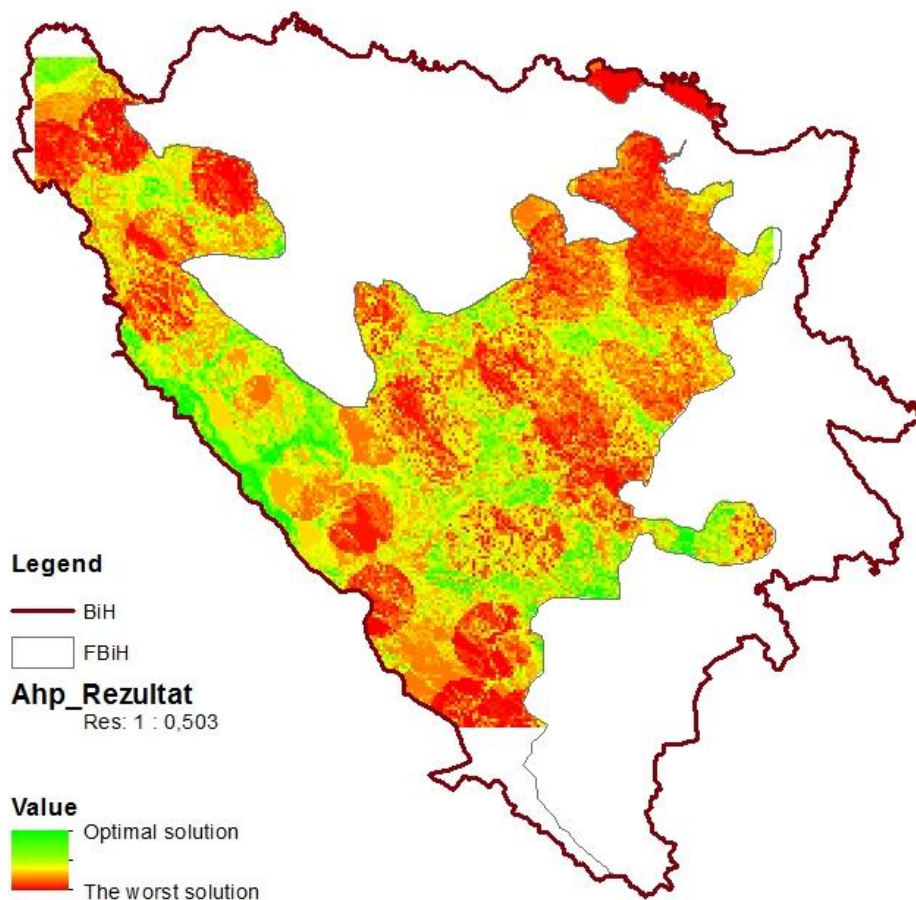 Legend
BiH
FBiH
Ahp_Rezultat
Res: 1 : 0,503
Value
Optimal solution
The worst solution